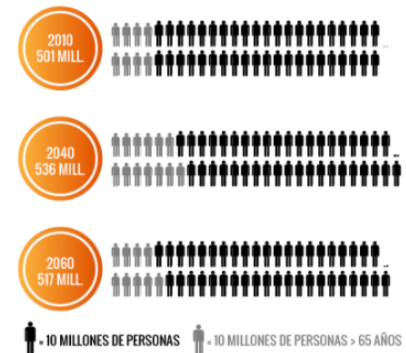 2010
501 MILL.
2040
536 MILL.
2060
517 MILL.
= 10 MILLONES DE PERSONAS
= 10 MILLONES DE PERSONAS > 65 AÑOS